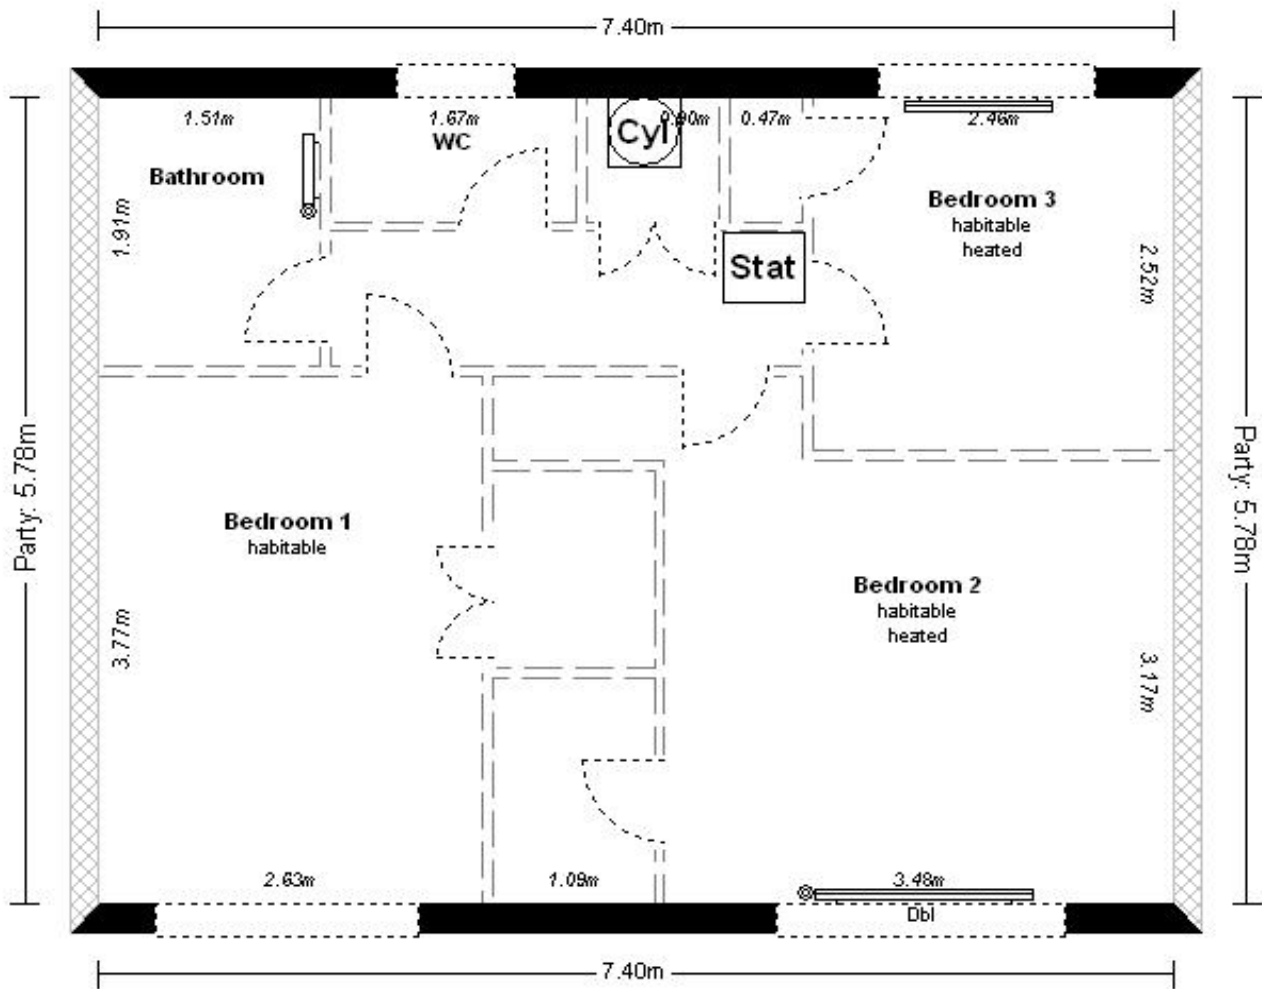 7.40m
1.51m
1.67m
0.90m
0.47m
2.46m
Cyl
WC
Bathroom
Bedroom 3
habitable
heated
1.91m
Stat
2.52m
Party: 5.78m
Party: 5.78m
Bedroom 1
habitable
Bedroom 2
habitable
heated
3.77m
3.17m
2.63m
1.09m
3.48m
Dbl
7.40m